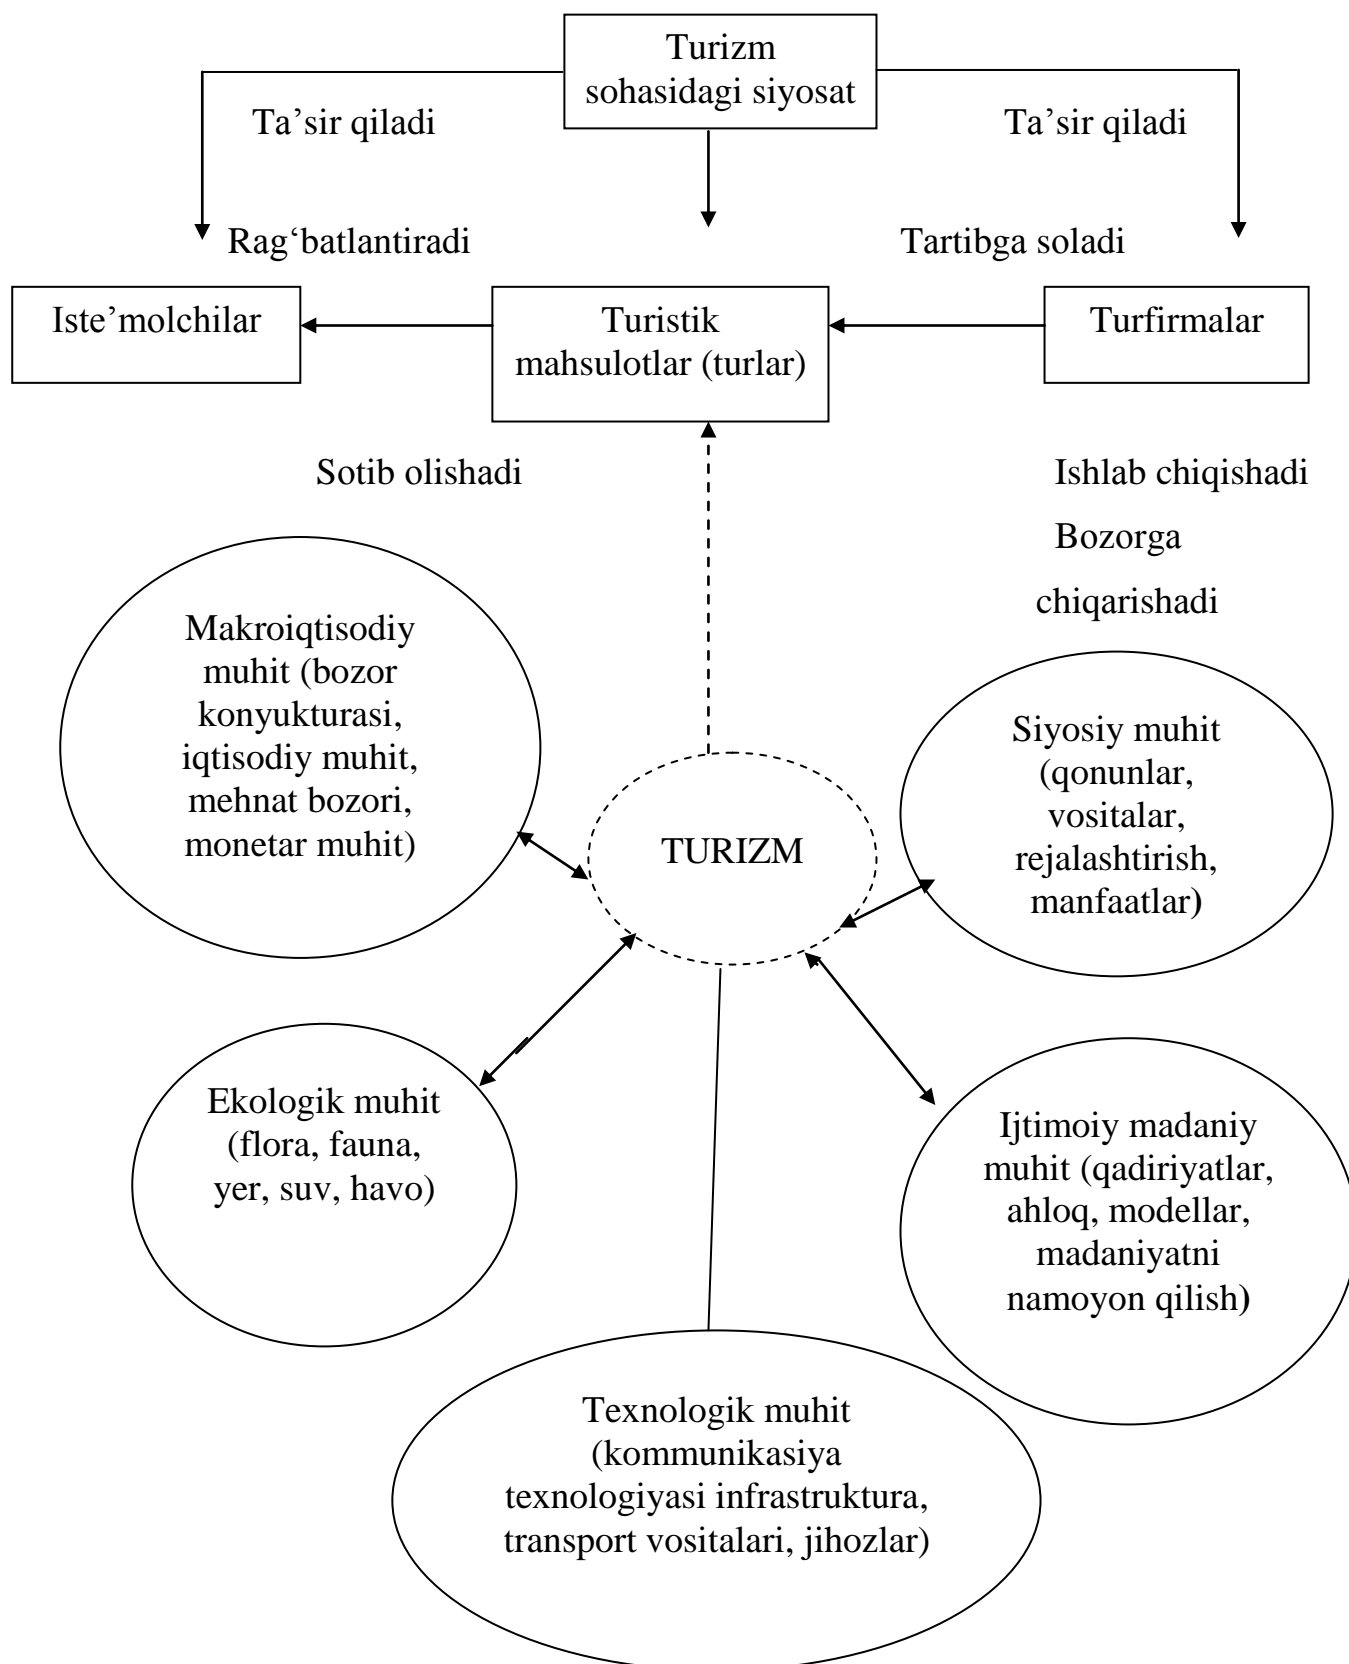 Turizm
sohasidagi siyosat
Ta’sir qiladi
Ta’sir qiladi
Rag‘batlantiradi
Tartibga soladi
Iste’molchilar
Turistik
mahsulotlar (turlar)
Turfirmalar
Sotib olishadi
Ishlab chiqishadi
Bozorga
chiqarishadi
Makroiqtisodiy
muhit (bozor
konyukturasi,
iqtisodiy muhit,
mehnat bozori,
monetar muhit)
Siyosiy muhit
(qonunlar,
vositalar,
rejalashtirish,
manfaatlar)
TURIZM
Ekologik muhit
(flora, fauna,
yer, suv, havo)
Ijtimoiy madaniy
muhit (qadiriyatlar,
ahloq, modellar,
madaniyatni
namoyon qilish)
Texnologik muhit
(kommunikasiya
texnologiyasi infrastruktura,
transport vositalari, jihozlar)